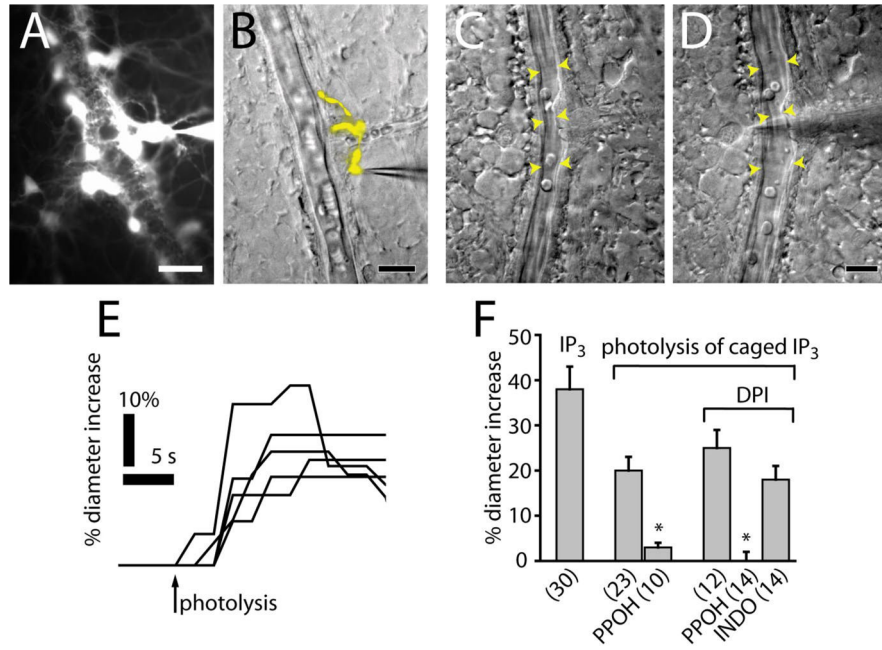 A
B
C
D
E
% diameter increase
10%
5 s
photolysis
F
% diameter increase
50
40
30
20
10
0
IP₃
photolysis of caged IP₃
DPI
*
*
(30)
(23)
PPOH (10)
(12)
PPOH (14)
INDO (14)